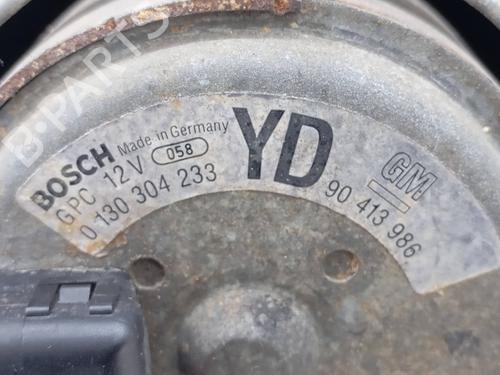 B-PARTS
BOSCH Made in Germany
GPC 12 V 058
0 130 304 233
YD
GM
90 413 986